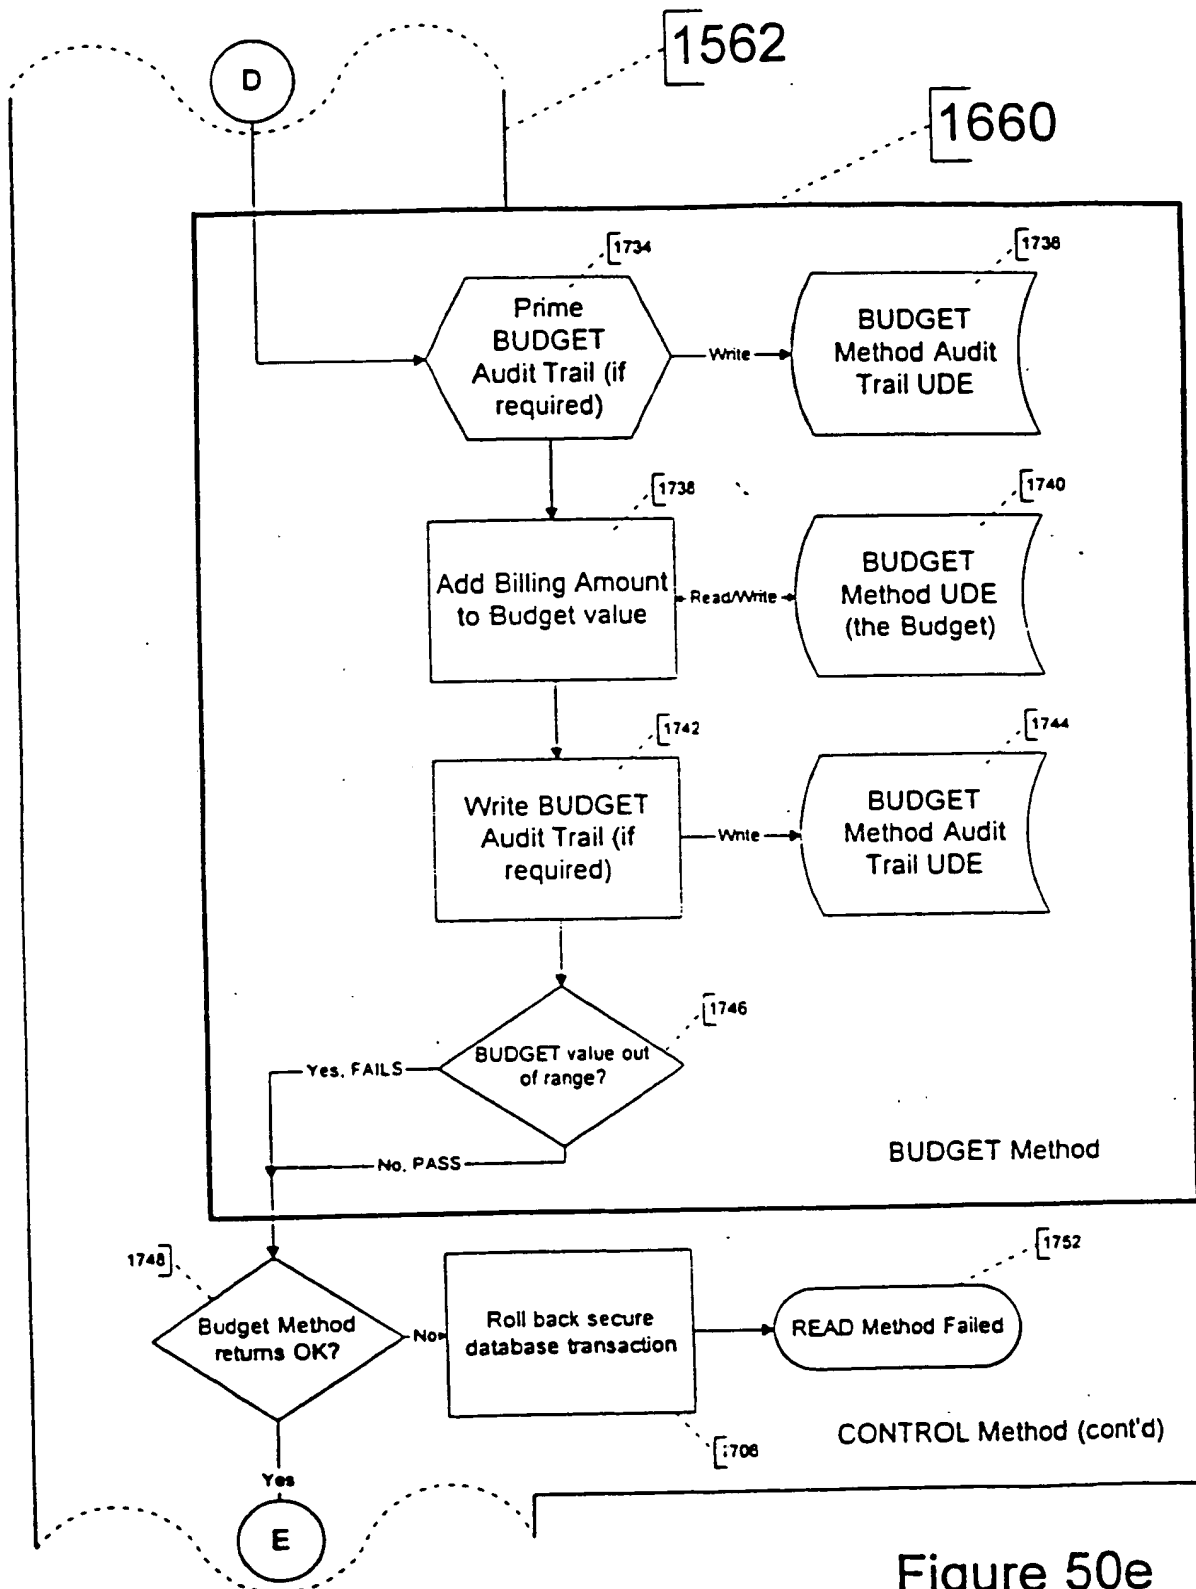 D
1562
1660
1734
Prime
BUDGET
Audit Trail (if
required)
Write
1736
BUDGET
Method Audit
Trail UDE
1738
Add Billing Amount
to Budget value
Read/Write
1740
BUDGET
Method UDE
(the Budget)
1742
Write BUDGET
Audit Trail (if
required)
Write
1744
BUDGET
Method Audit
Trail UDE
1746
BUDGET value out
of range?
Yes, FAILS
No, PASS
BUDGET Method
1748
Budget Method
returns OK?
No
Roll back secure
database transaction
1752
READ Method Failed
CONTROL Method (cont'd)
Yes
E
Figure 50e